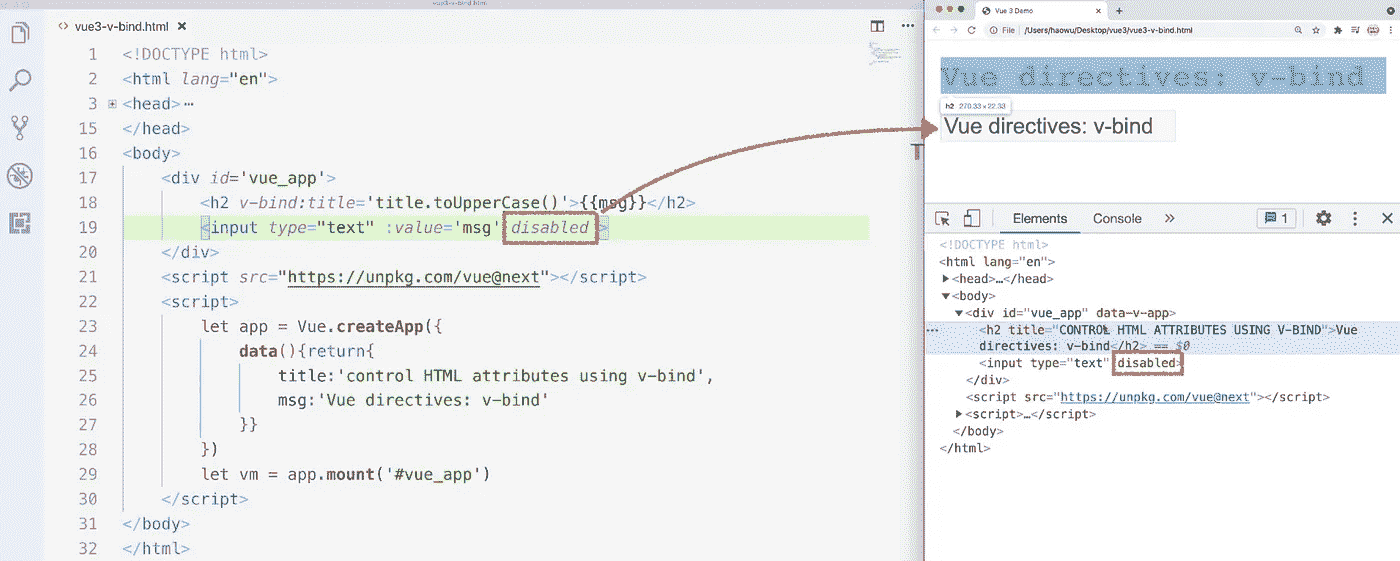 vue3-v-bind.html
<> vue3-v-bind.html ×
1 <!DOCTYPE html>
2 <html lang="en">
3 <head>⋯
15 </head>
16 <body>
17 <div id='vue_app'>
18 <h2 v-bind:title='title.toUpperCase()'>{{msg}}</h2>
19 <input type="text" :value='msg' disabled >
20 </div>
21 <script src="https://unpkg.com/vue@next"></script>
22 <script>
23 let app = Vue.createApp({
24 data(){return{
25 title:'control HTML attributes using v-bind',
26 msg:'Vue directives: v-bind'
27 }}
28 })
29 let vm = app.mount('#vue_app')
30 </script>
31 </body>
32 </html>
T
Vue 3 Demo
File | /Users/haowu/Desktop/vue3/vue3-v-bind.html
Vue directives: v-bind
h2 270.33 × 22.33
Vue directives: v-bind
Elements Console » 1
<!DOCTYPE html>
<html lang="en">
▶<head>…</head>
▼<body>
▼<div id="vue_app" data-v-app>
⋯ <h2 title="CONTROL HTML ATTRIBUTES USING V-BIND">Vue
directives: v-bind</h2> == $0
<input type="text" disabled>
</div>
<script src="https://unpkg.com/vue@next"></script>
▶<script>…</script>
</body>
</html>